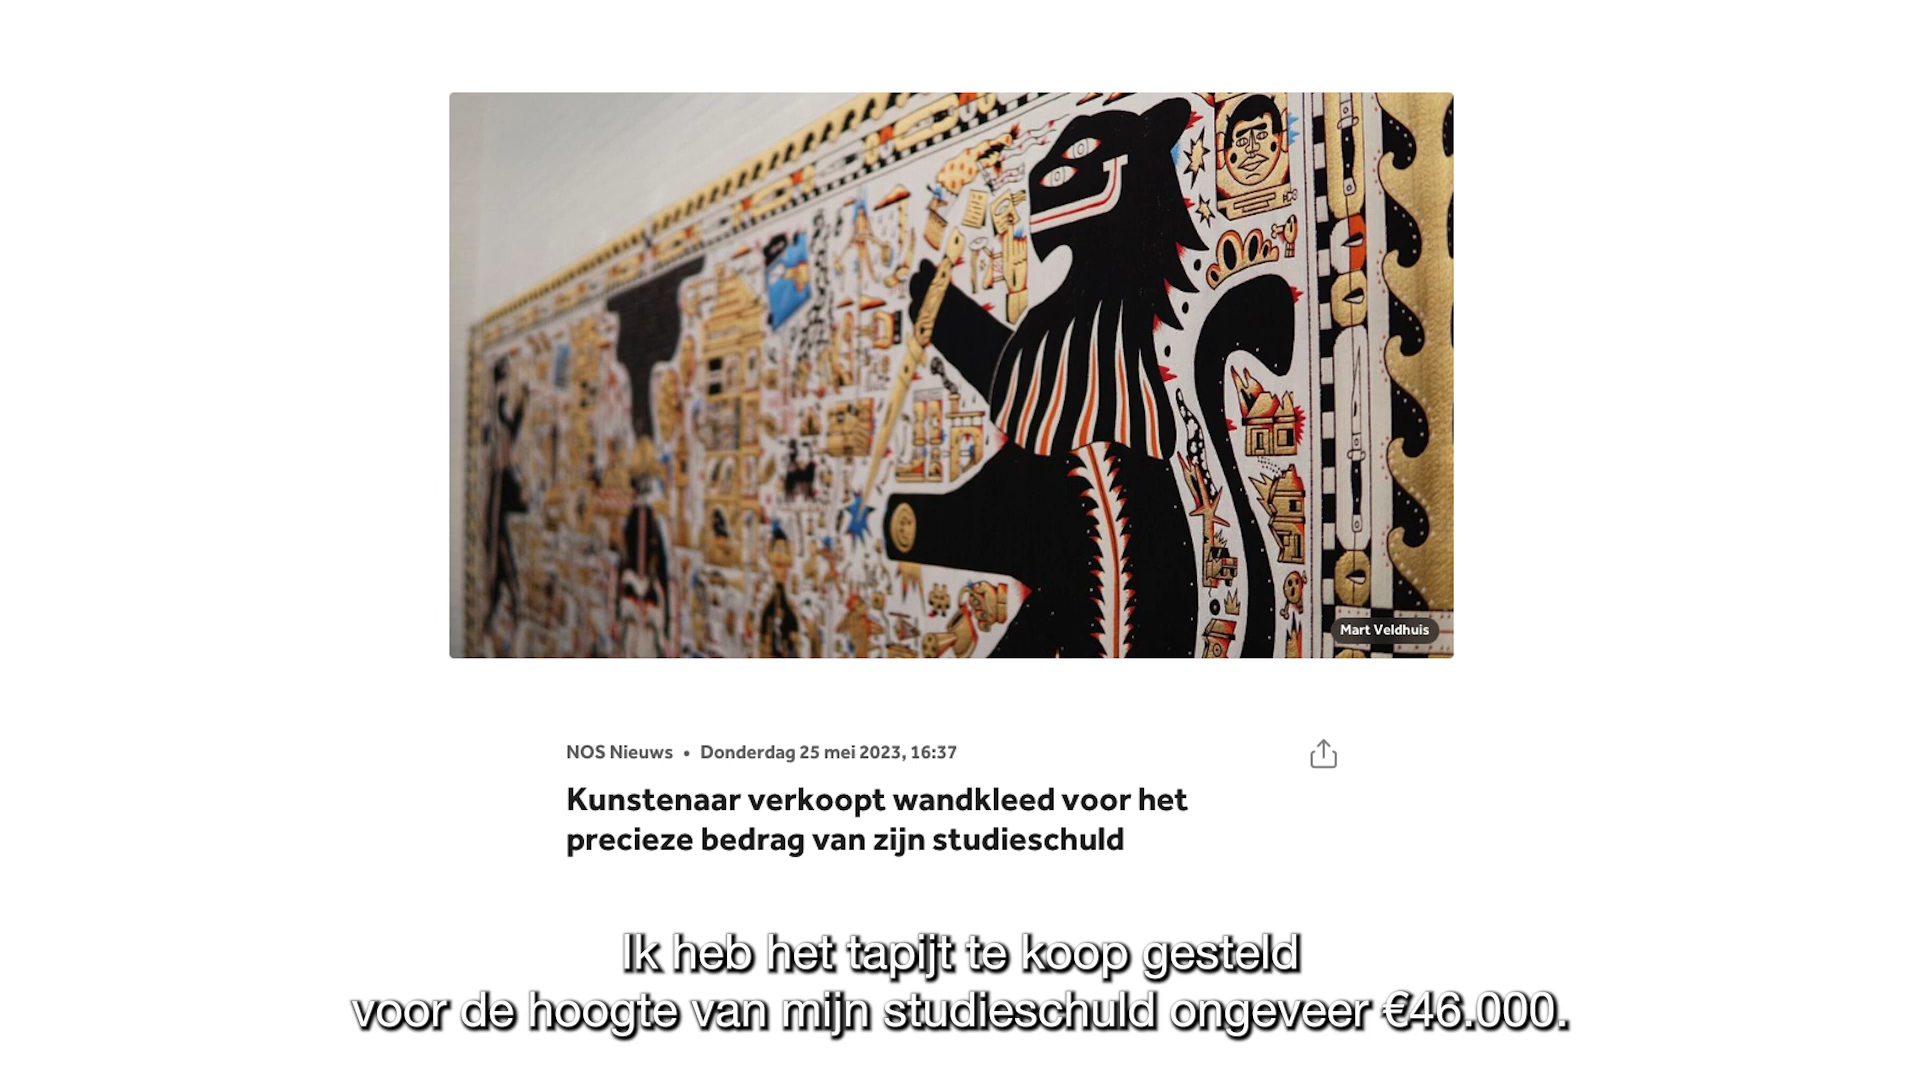 Mart Veldhuis
NOS Nieuws • Donderdag 25 mei 2023, 16:37
Kunstenaar verkoopt wandkleed voor het
precieze bedrag van zijn studieschuld
Ik heb het tapijt te koop gesteld
voor de hoogte van mijn studieschuld ongeveer €46.000.